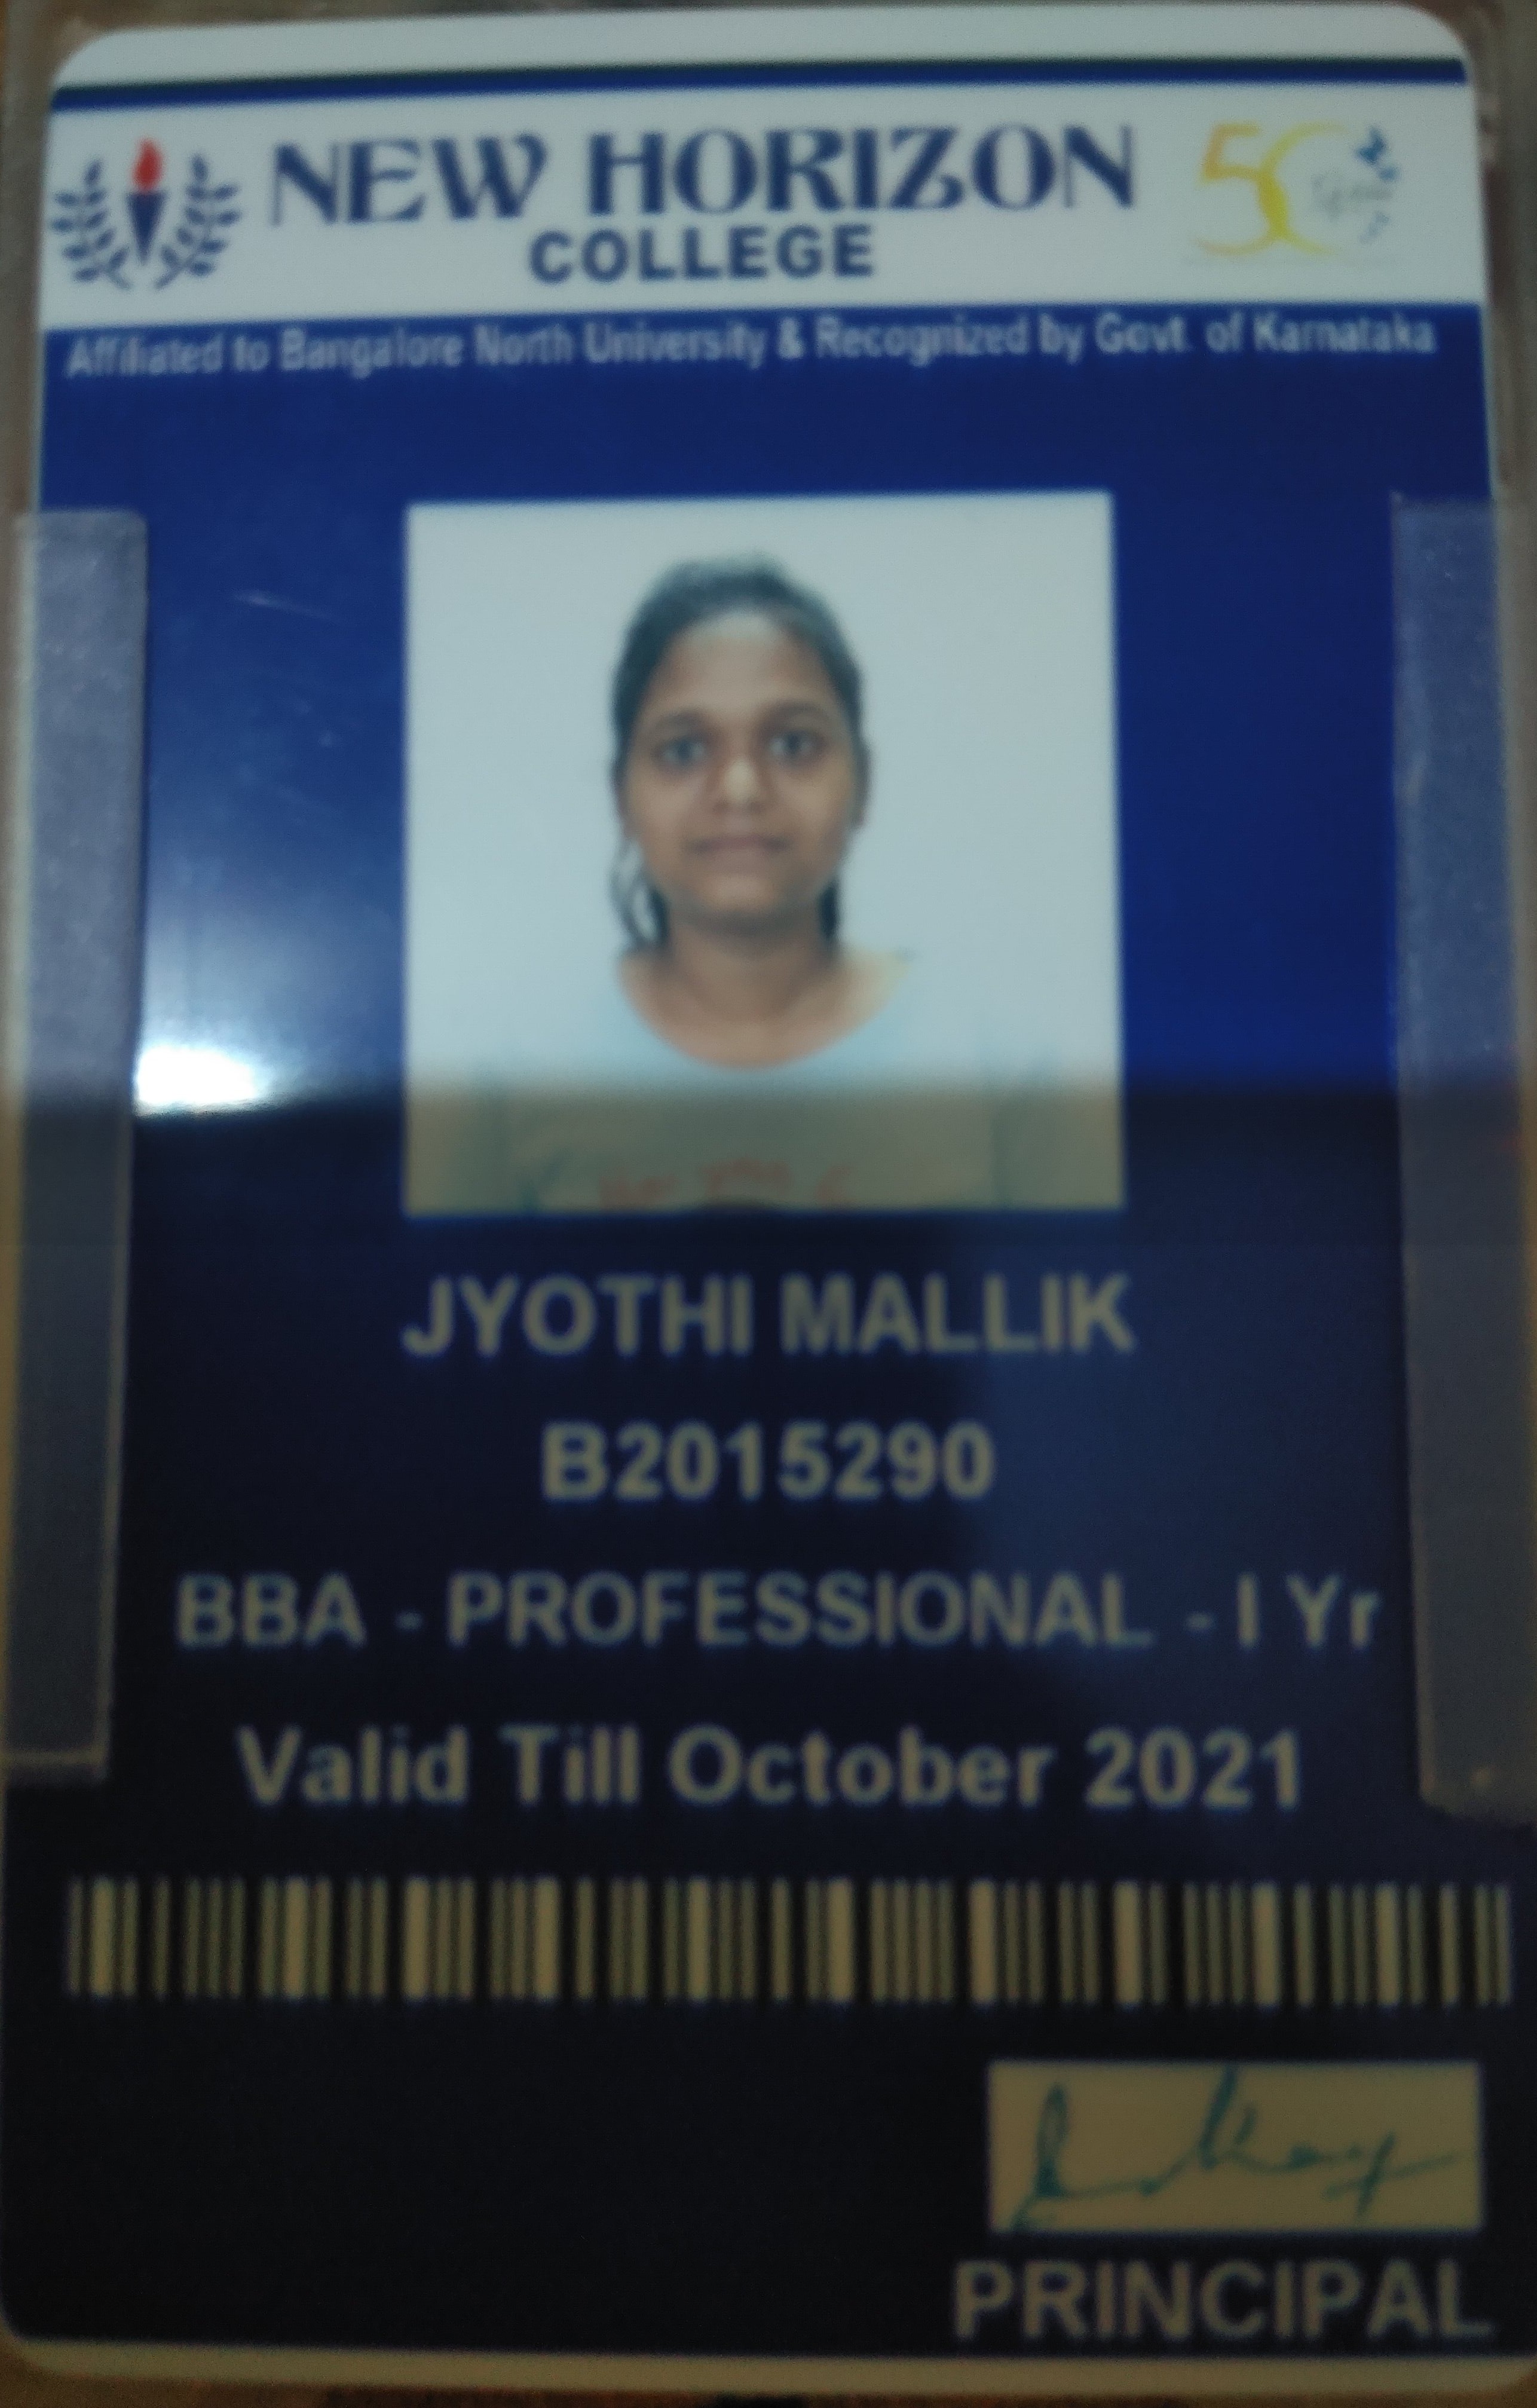 NEW HORIZON
COLLEGE
50
Affiliated to Bangalore North University & Recognized by Govt. of Karnataka
JYOTHI MALLIK
B2015290
BBA - PROFESSIONAL - I Yr
Valid Till October 2021
PRINCIPAL